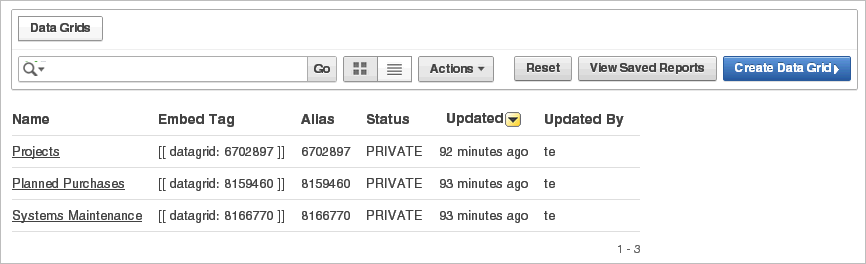 Data Grids
Go Actions Reset View Saved Reports Create Data Grid
Name Embed Tag Alias Status Updated Updated By
Projects [[ datagrid: 6702897 ]] 6702897 PRIVATE 92 minutes ago te
Planned Purchases [[ datagrid: 8159460 ]] 8159460 PRIVATE 93 minutes ago te
Systems Maintenance [[ datagrid: 8166770 ]] 8166770 PRIVATE 93 minutes ago te
1 - 3